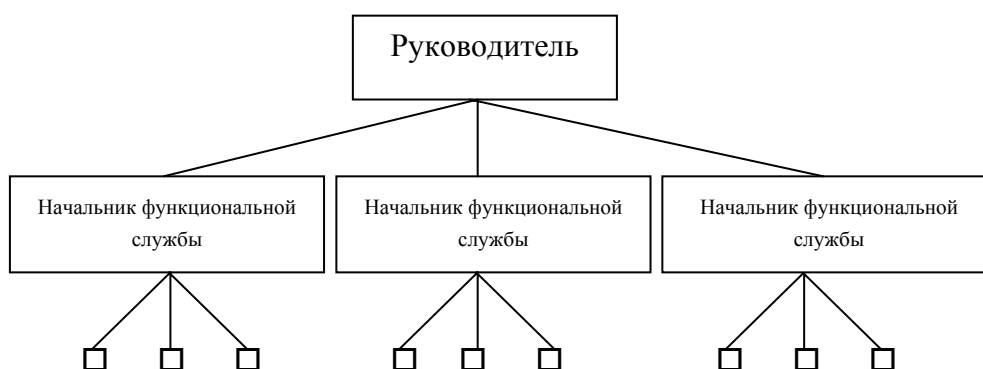 Руководитель
Начальник функциональной
службы
Начальник функциональной
службы
Начальник функциональной
службы